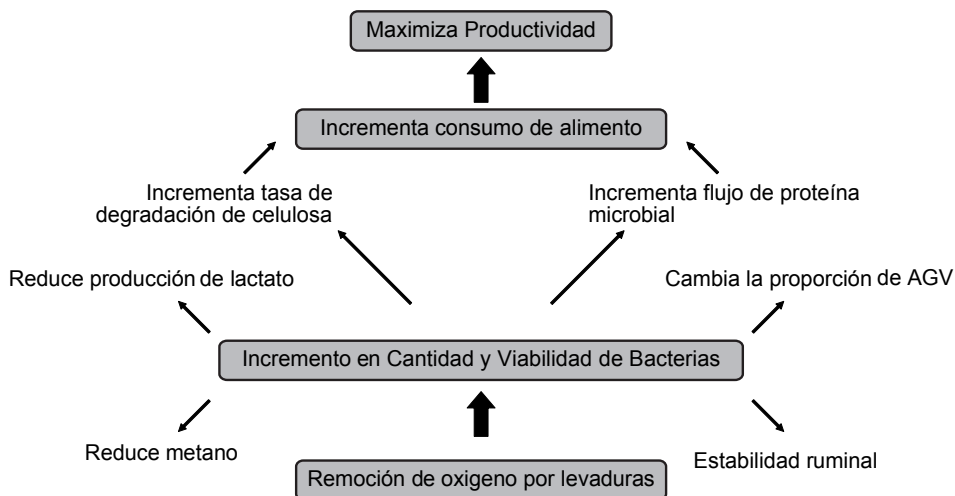 Maximiza Productividad
Incrementa consumo de alimento
Incrementa tasa de
degradación de celulosa
Incrementa flujo de proteína
microbial
Reduce producción de lactato
Cambia la proporción de AGV
Incremento en Cantidad y Viabilidad de Bacterias
Reduce metano
Estabilidad ruminal
Remoción de oxigeno por levaduras